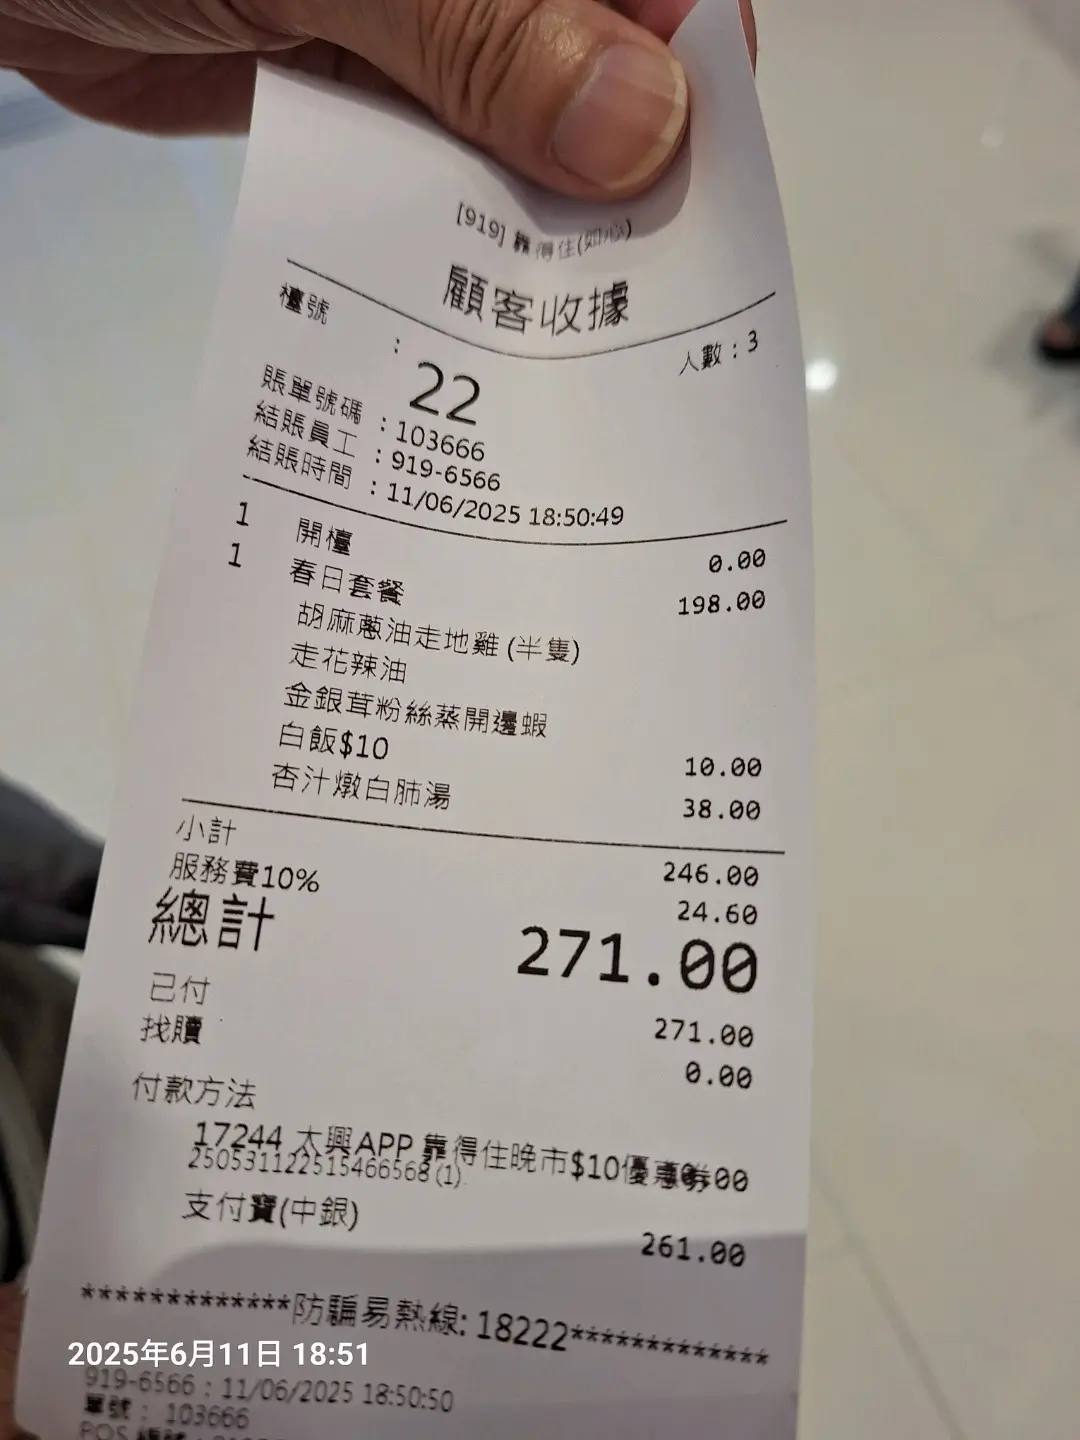 [919] 靠得住(如心)
顧客收據
檯號 : 22 人數：3
賬單號碼 : 103666
結賬員工 : 919-6566
結賬時間 : 11/06/2025 18:50:49
1 開檯 0.00
1 春日套餐 198.00
胡麻蔥油走地雞 (半隻)
走花辣油
金銀茸粉絲蒸開邊蝦
白飯$10 10.00
杏汁燉白肺湯 38.00
小計 246.00
服務費10% 24.60
總計 271.00
已付 271.00
找贖 0.00
付款方法
17244 太興APP 靠得住晚市$10優惠券 00
250531122515466568 (1)
支付寶(中銀) 261.00
*************防騙易熱線: 18222*************
2025年6月11日 18:51
919-6566 : 11/06/2025 18:50:50
單號 : 103666
POS